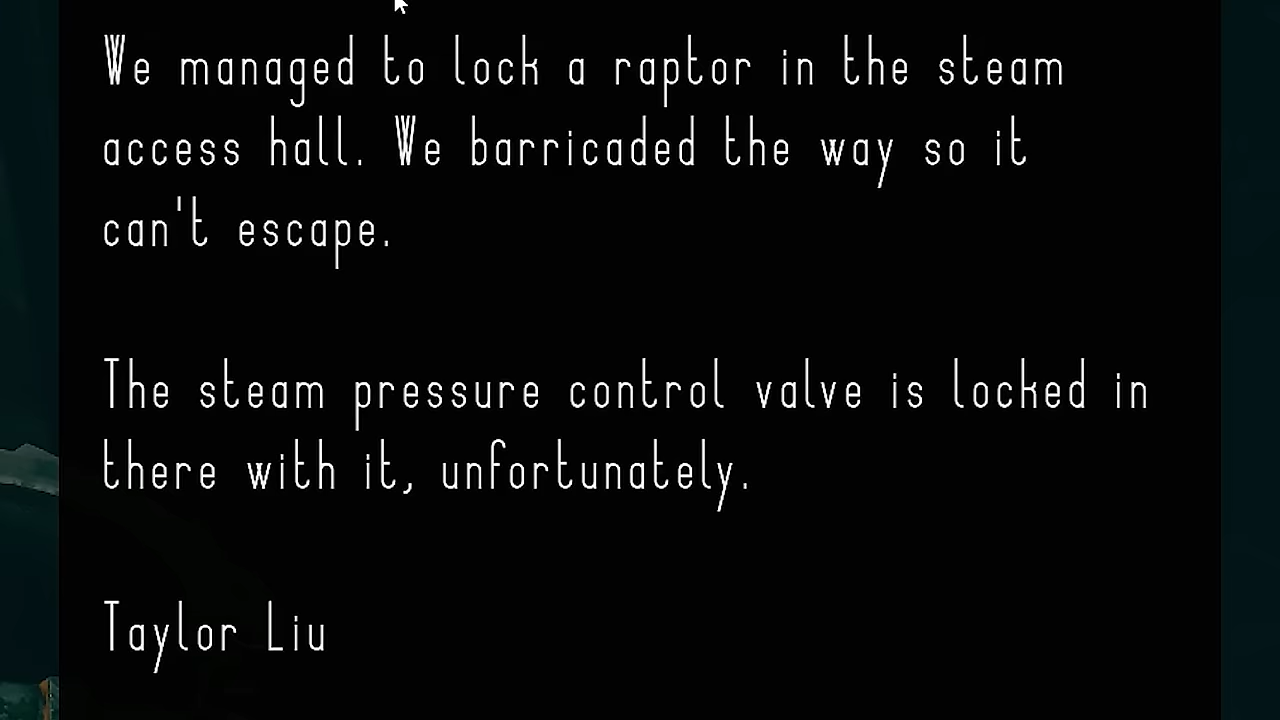 We managed to lock a raptor in the steam
access hall. We barricaded the way so it
can't escape.
The steam pressure control valve is locked in
there with it, unfortunately.
Taylor Liu